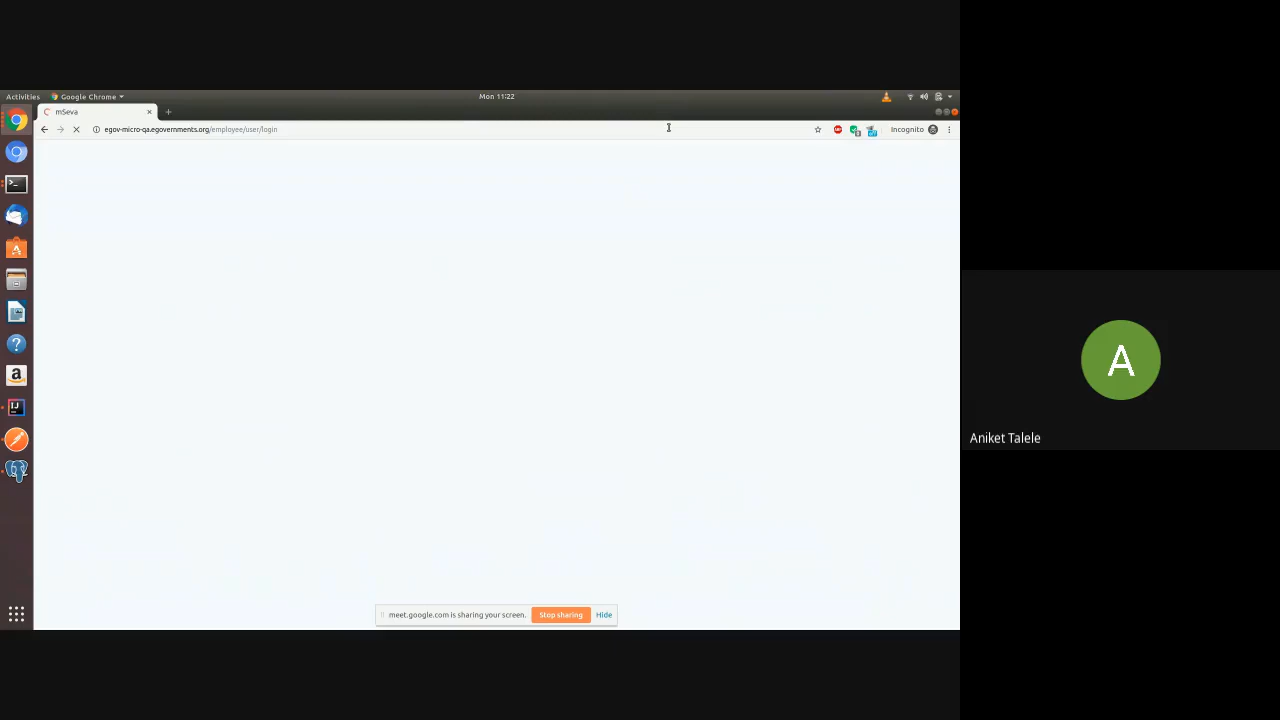 Activities
Google Chrome
Mon 11:22
mSeva
egov-micro-qa.egovernments.org/employee/user/login
ABP
Incognito
meet.google.com is sharing your screen.
Stop sharing
Hide
A
Aniket Talele